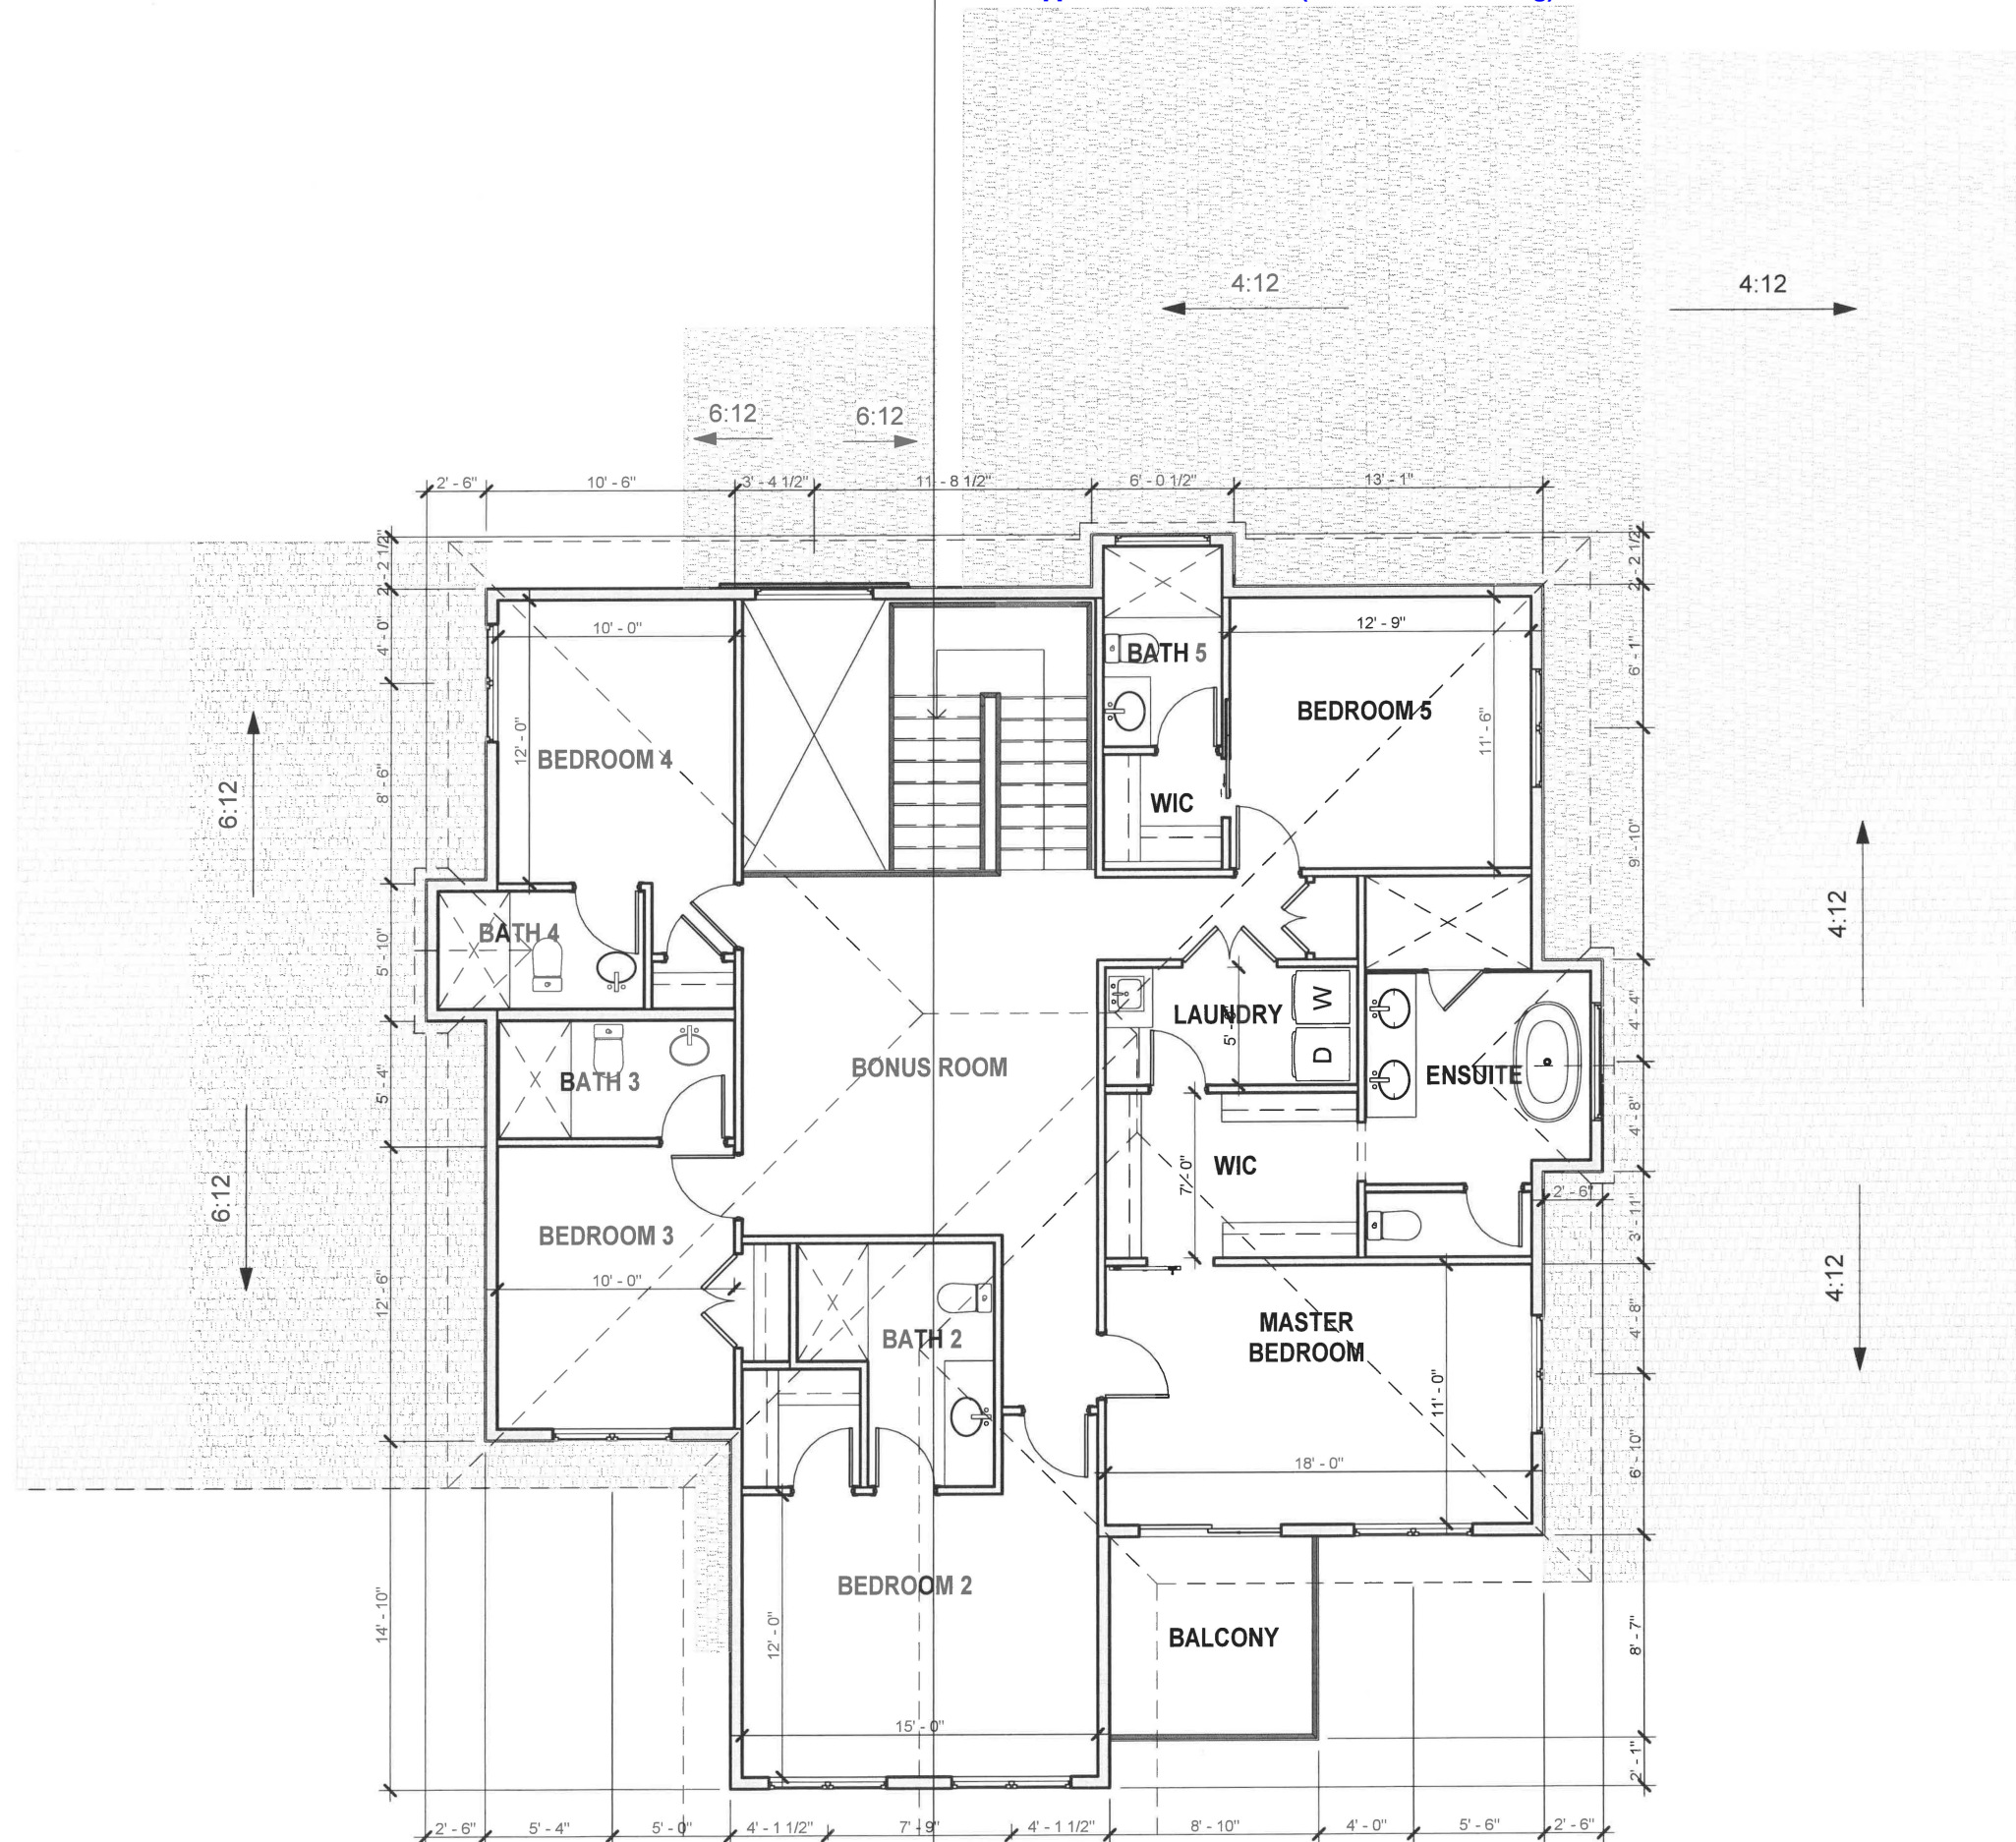 4:12
4:12
6:12
6:12
2' - 6"
10' - 6"
3' - 4 1/2"
11' - 8 1/2"
6' - 0 1/2"
13' - 1"
2' - 2 1/2"
2' - 2 1/2"
10' - 0"
12' - 9"
4' - 0"
6' - 1"
BATH 5
BEDROOM 5
11' - 6"
12' - 0"
BEDROOM 4
8' - 6"
6:12
WIC
9' - 10"
4:12
BATH 4
5' - 10"
LAUNDRY
W
5' - 8"
4' - 4"
D
BONUS ROOM
ENSUITE
BATH 3
5' - 4"
4' - 8"
WIC
7' - 0"
2' - 6"
6:12
BEDROOM 3
3' - 11"
10' - 0"
12' - 6"
4:12
MASTER
BEDROOM
BATH 2
4' - 8"
11' - 0"
18' - 0"
6' - 10"
BEDROOM 2
14' - 10"
12' - 0"
BALCONY
8' - 7"
15' - 0"
2' - 1"
2' - 6"
5' - 4"
5' - 0"
4' - 1 1/2"
7' - 9"
4' - 1 1/2"
8' - 10"
4' - 0"
5' - 6"
2' - 6"